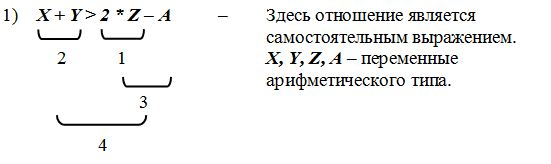 1) X + Y > 2 * Z – A – Здесь отношение является
самостоятельным выражением.
2 1 X, Y, Z, A – переменные
арифметического типа.
3
4